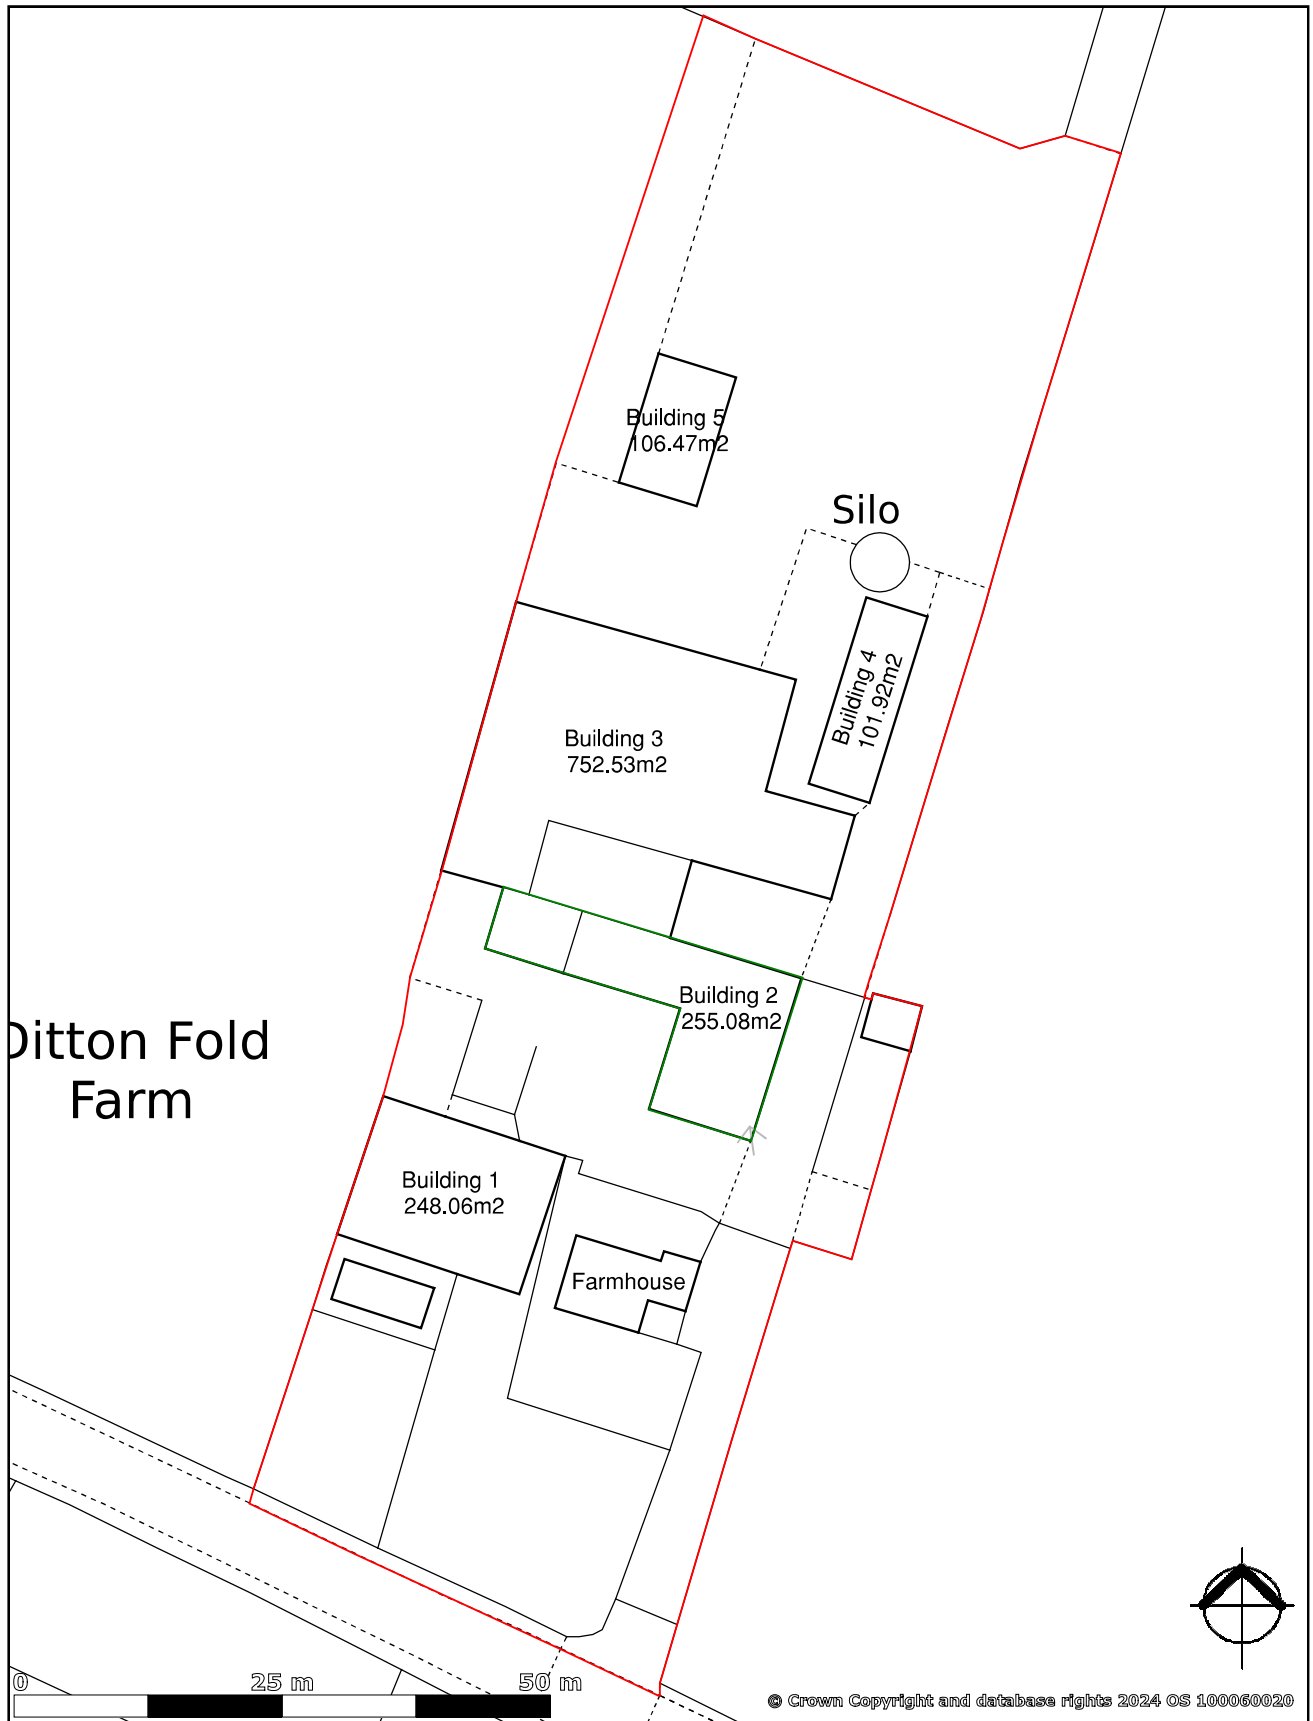 Building 5
106.47m2
Silo
Building 4
101.92m2
Building 3
752.53m2
Building 2
255.08m2
Ditton Fold
Farm
Building 1
248.06m2
Farmhouse
0
25 m
50 m
© Crown Copyright and database rights 2024 OS 100060020